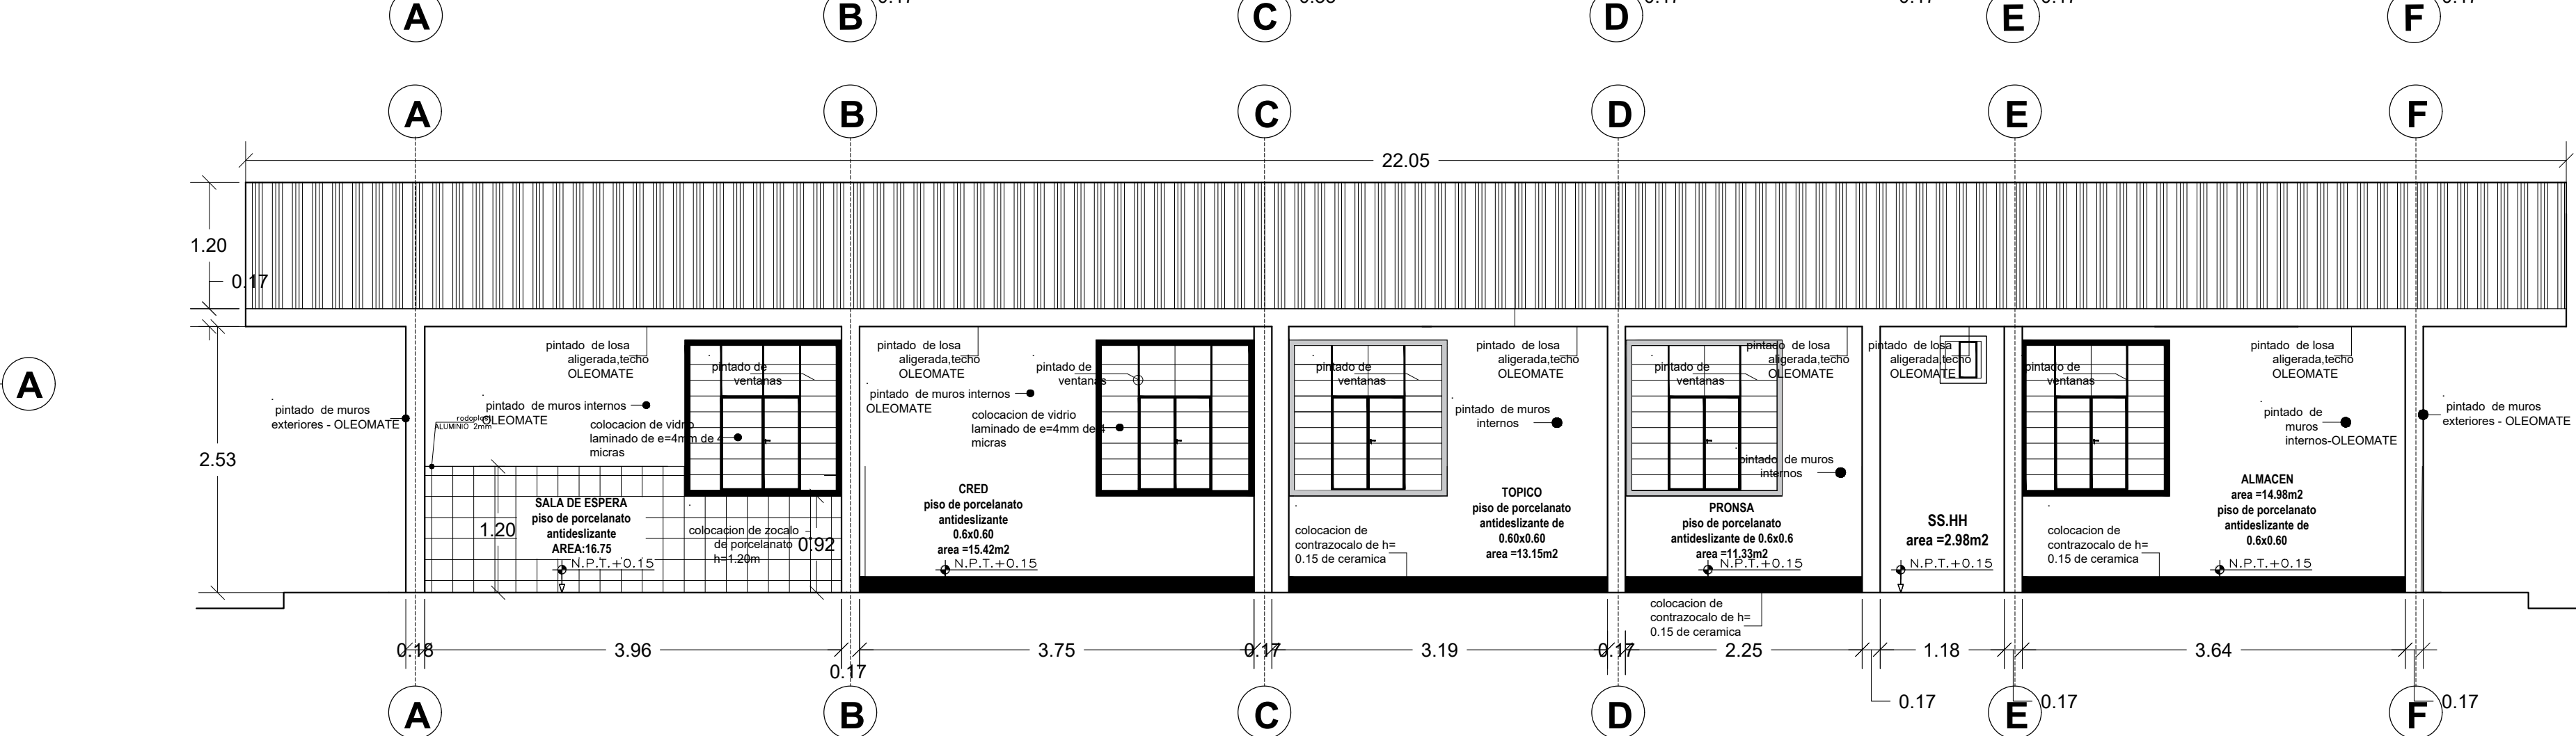 A B C D E F
A B C D E F
22.05
1.20
0.17
2.53
A
pintado de muros
exteriores - OLEOMATE
pintado de losa
aligerada,techo
OLEOMATE
pintado de muros internos
OLEOMATE
rodoplast
ALUMINIO 2mm
colocacion de vidrio
laminado de e=4mm de 4
micras
pintado de
ventanas
SALA DE ESPERA
piso de porcelanato
antideslizante
AREA:16.75
N.P.T.+0.15
1.20
colocacion de zocalo
de porcelanato
h=1.20m
0.92
pintado de losa
aligerada,techo
OLEOMATE
pintado de muros internos
OLEOMATE
pintado de
ventanas
colocacion de vidrio
laminado de e=4mm de 4
micras
CRED
piso de porcelanato
antideslizante
0.6x0.60
area =15.42m2
N.P.T.+0.15
pintado de
ventanas
pintado de losa
aligerada,techo
OLEOMATE
pintado de muros
internos
TOPICO
piso de porcelanato
antideslizante de
0.60x0.60
area =13.15m2
colocacion de
contrazocalo de h=
0.15 de ceramica
pintado de
ventanas
pintado de losa
aligerada,techo
OLEOMATE
pintado de muros
internos
PRONSA
piso de porcelanato
antideslizante de 0.6x0.6
area =11.33m2
N.P.T.+0.15
colocacion de
contrazocalo de h=
0.15 de ceramica
pintado de losa
aligerada,techo
OLEOMATE
SS.HH
area =2.98m2
N.P.T.+0.15
pintado de
ventanas
pintado de losa
aligerada,techo
OLEOMATE
pintado de
muros
internos-OLEOMATE
ALMACEN
area =14.98m2
piso de porcelanato
antideslizante de
0.6x0.60
N.P.T.+0.15
colocacion de
contrazocalo de h=
0.15 de ceramica
pintado de muros
exteriores - OLEOMATE
0.18 3.96 0.17 3.75 0.17 3.19 0.17 2.25 0.17 1.18 0.17 3.64 0.17
A B C D E F